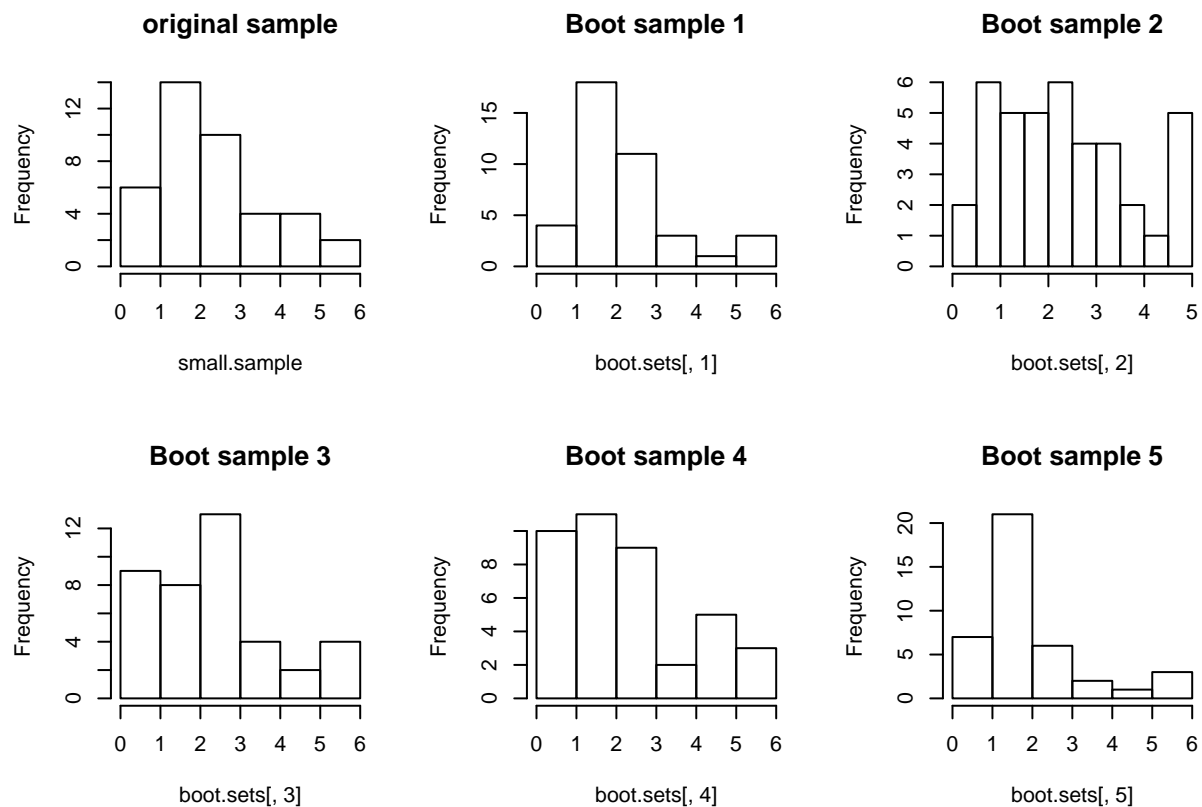 original sample
Frequency
0 4 8 12
0 1 2 3 4 5 6
small.sample
Boot sample 1
Frequency
0 5 10 15
0 1 2 3 4 5 6
boot.sets[, 1]
Boot sample 2
Frequency
0 1 2 3 4 5 6
0 1 2 3 4 5
boot.sets[, 2]
Boot sample 3
Frequency
0 4 8 12
0 1 2 3 4 5 6
boot.sets[, 3]
Boot sample 4
Frequency
0 2 4 6 8
0 1 2 3 4 5 6
boot.sets[, 4]
Boot sample 5
Frequency
0 5 10 15 20
0 1 2 3 4 5 6
boot.sets[, 5]